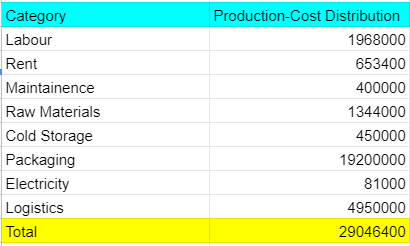 Category Production-Cost Distribution
Labour 1968000
Rent 653400
Maintainence 400000
Raw Materials 1344000
Cold Storage 450000
Packaging 19200000
Electricity 81000
Logistics 4950000
Total 29046400